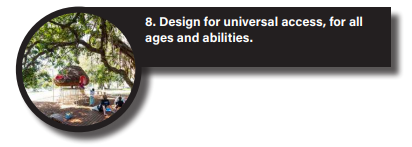 8. Design for universal access, for all
ages and abilities.